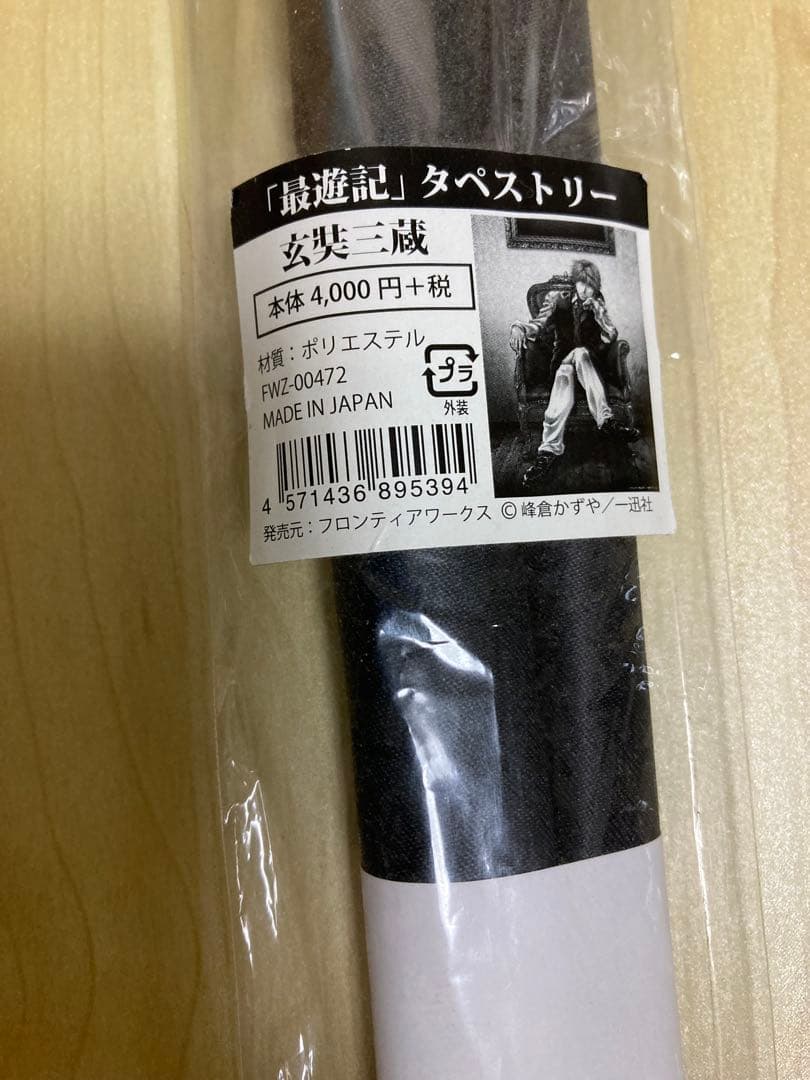 「最遊記」タペストリー
玄奘三蔵
本体 4,000 円＋税
材質：ポリエステル
FWZ-00472
MADE IN JAPAN
プラ
外装
4 571436 895394
発売元：フロンティアワークス © 峰倉かずや／一迅社